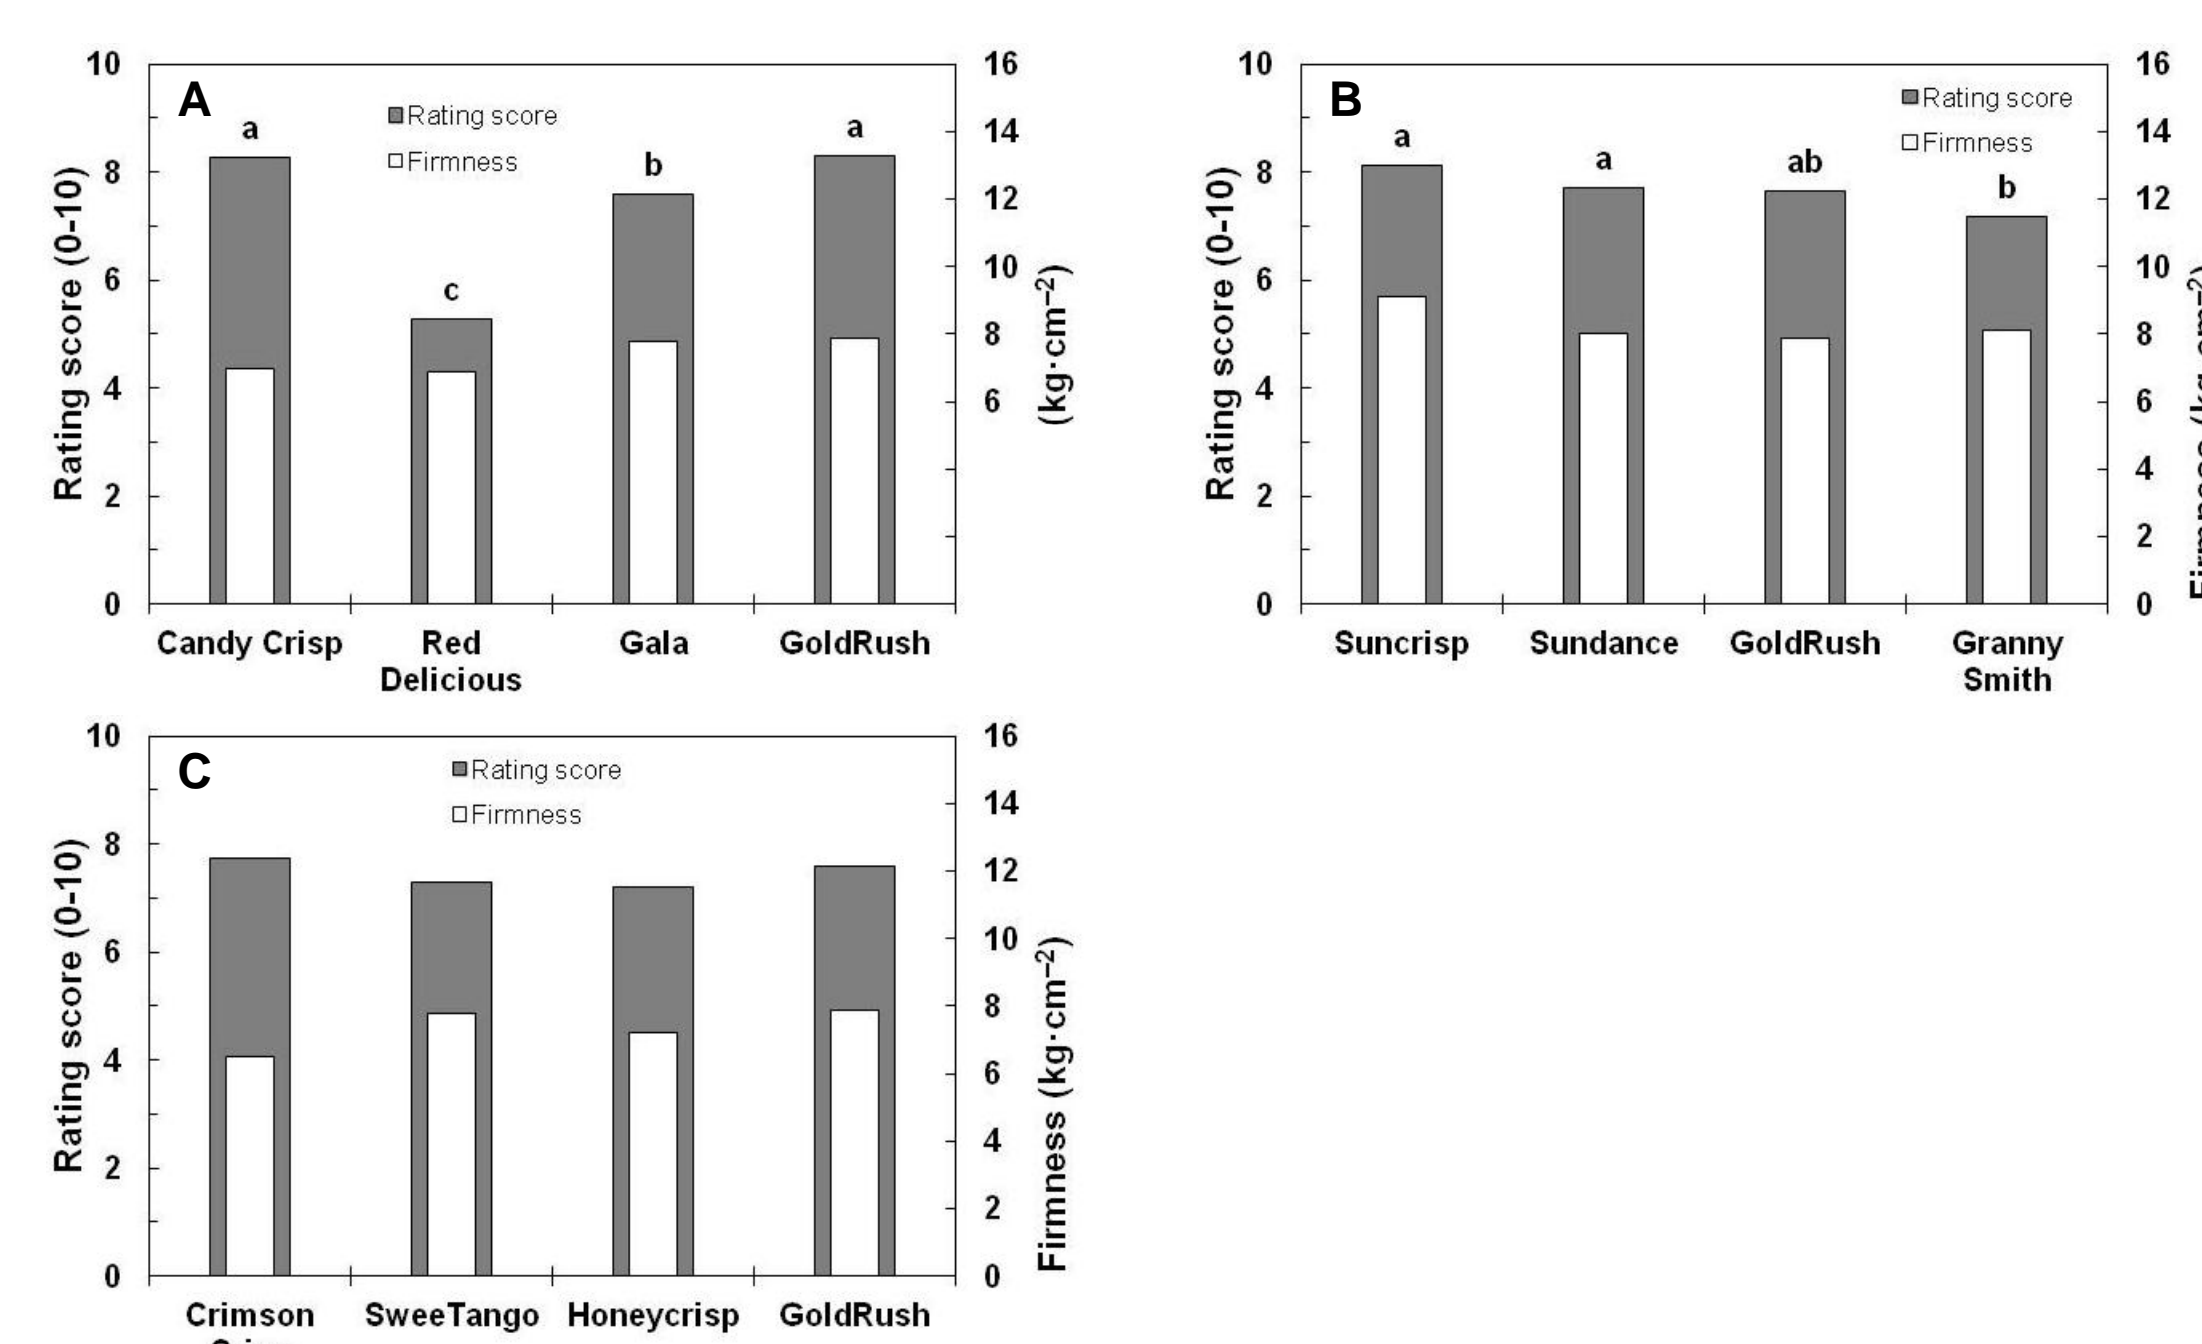 A
Rating score
Firmness
10
8
6
4
2
0
Rating score (0-10)
16
14
12
10
8
6
(kg·cm⁻²)
a
c
b
a
Candy Crisp
Red
Delicious
Gala
GoldRush
B
Rating score
Firmness
10
8
6
4
2
0
Rating score (0-10)
16
14
12
10
8
6
4
2
0
a
a
ab
b
Suncrisp
Sundance
GoldRush
Granny
Smith
C
Rating score
Firmness
10
8
6
4
2
0
Rating score (0-10)
16
14
12
10
8
6
4
2
0
Firmness (kg·cm⁻²)
Crimson
SweeTango
Honeycrisp
GoldRush